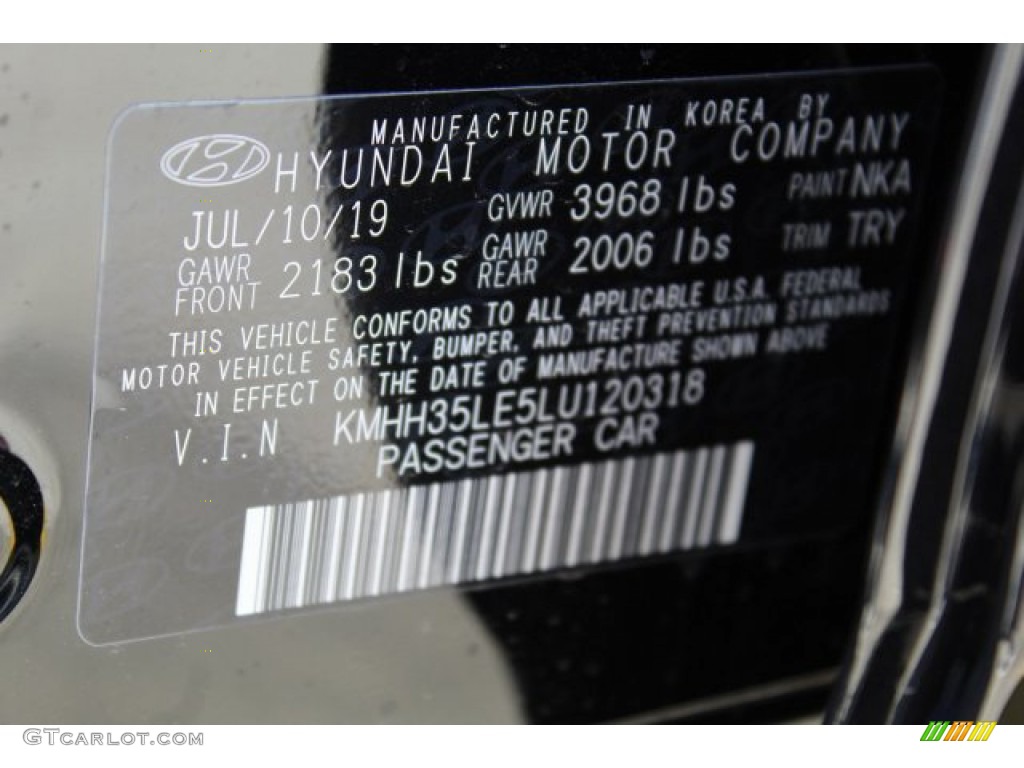 MANUFACTURED IN KOREA BY
HYUNDAI MOTOR COMPANY
JUL/10/19 GVWR 3968 lbs PAINT NKA
GAWR FRONT 2183 lbs GAWR REAR 2006 lbs TRIM TRY
THIS VEHICLE CONFORMS TO ALL APPLICABLE U.S.A. FEDERAL
MOTOR VEHICLE SAFETY, BUMPER, AND THEFT PREVENTION STANDARDS
IN EFFECT ON THE DATE OF MANUFACTURE SHOWN ABOVE
V.I.N KMHH35LE5LU120318
PASSENGER CAR
GTCarlot.com